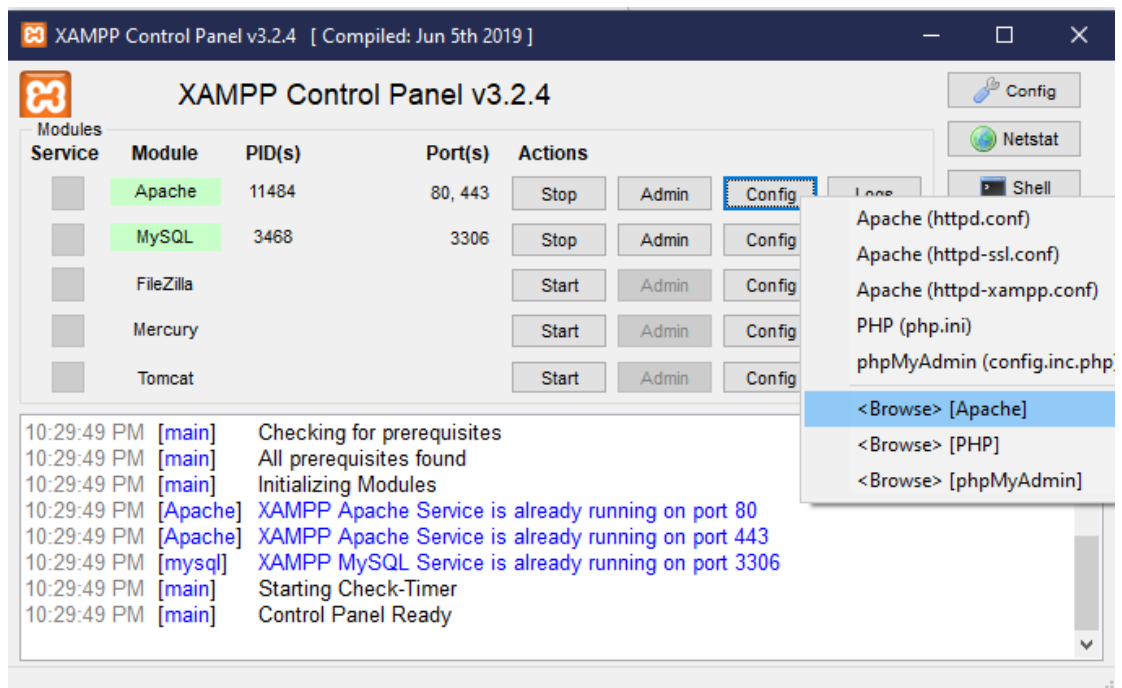 XAMPP Control Panel v3.2.4 [ Compiled: Jun 5th 2019 ]
XAMPP Control Panel v3.2.4
Config
Modules
Netstat
Service Module PID(s) Port(s) Actions
Apache 11484 80, 443 Stop Admin Config Logs Shell
MySQL 3468 3306 Stop Admin Config
FileZilla Start Admin Config
Mercury Start Admin Config
Tomcat Start Admin Config
Apache (httpd.conf)
Apache (httpd-ssl.conf)
Apache (httpd-xampp.conf)
PHP (php.ini)
phpMyAdmin (config.inc.php)
<Browse> [Apache]
<Browse> [PHP]
<Browse> [phpMyAdmin]
10:29:49 PM [main] Checking for prerequisites
10:29:49 PM [main] All prerequisites found
10:29:49 PM [main] Initializing Modules
10:29:49 PM [Apache] XAMPP Apache Service is already running on port 80
10:29:49 PM [Apache] XAMPP Apache Service is already running on port 443
10:29:49 PM [mysql] XAMPP MySQL Service is already running on port 3306
10:29:49 PM [main] Starting Check-Timer
10:29:49 PM [main] Control Panel Ready